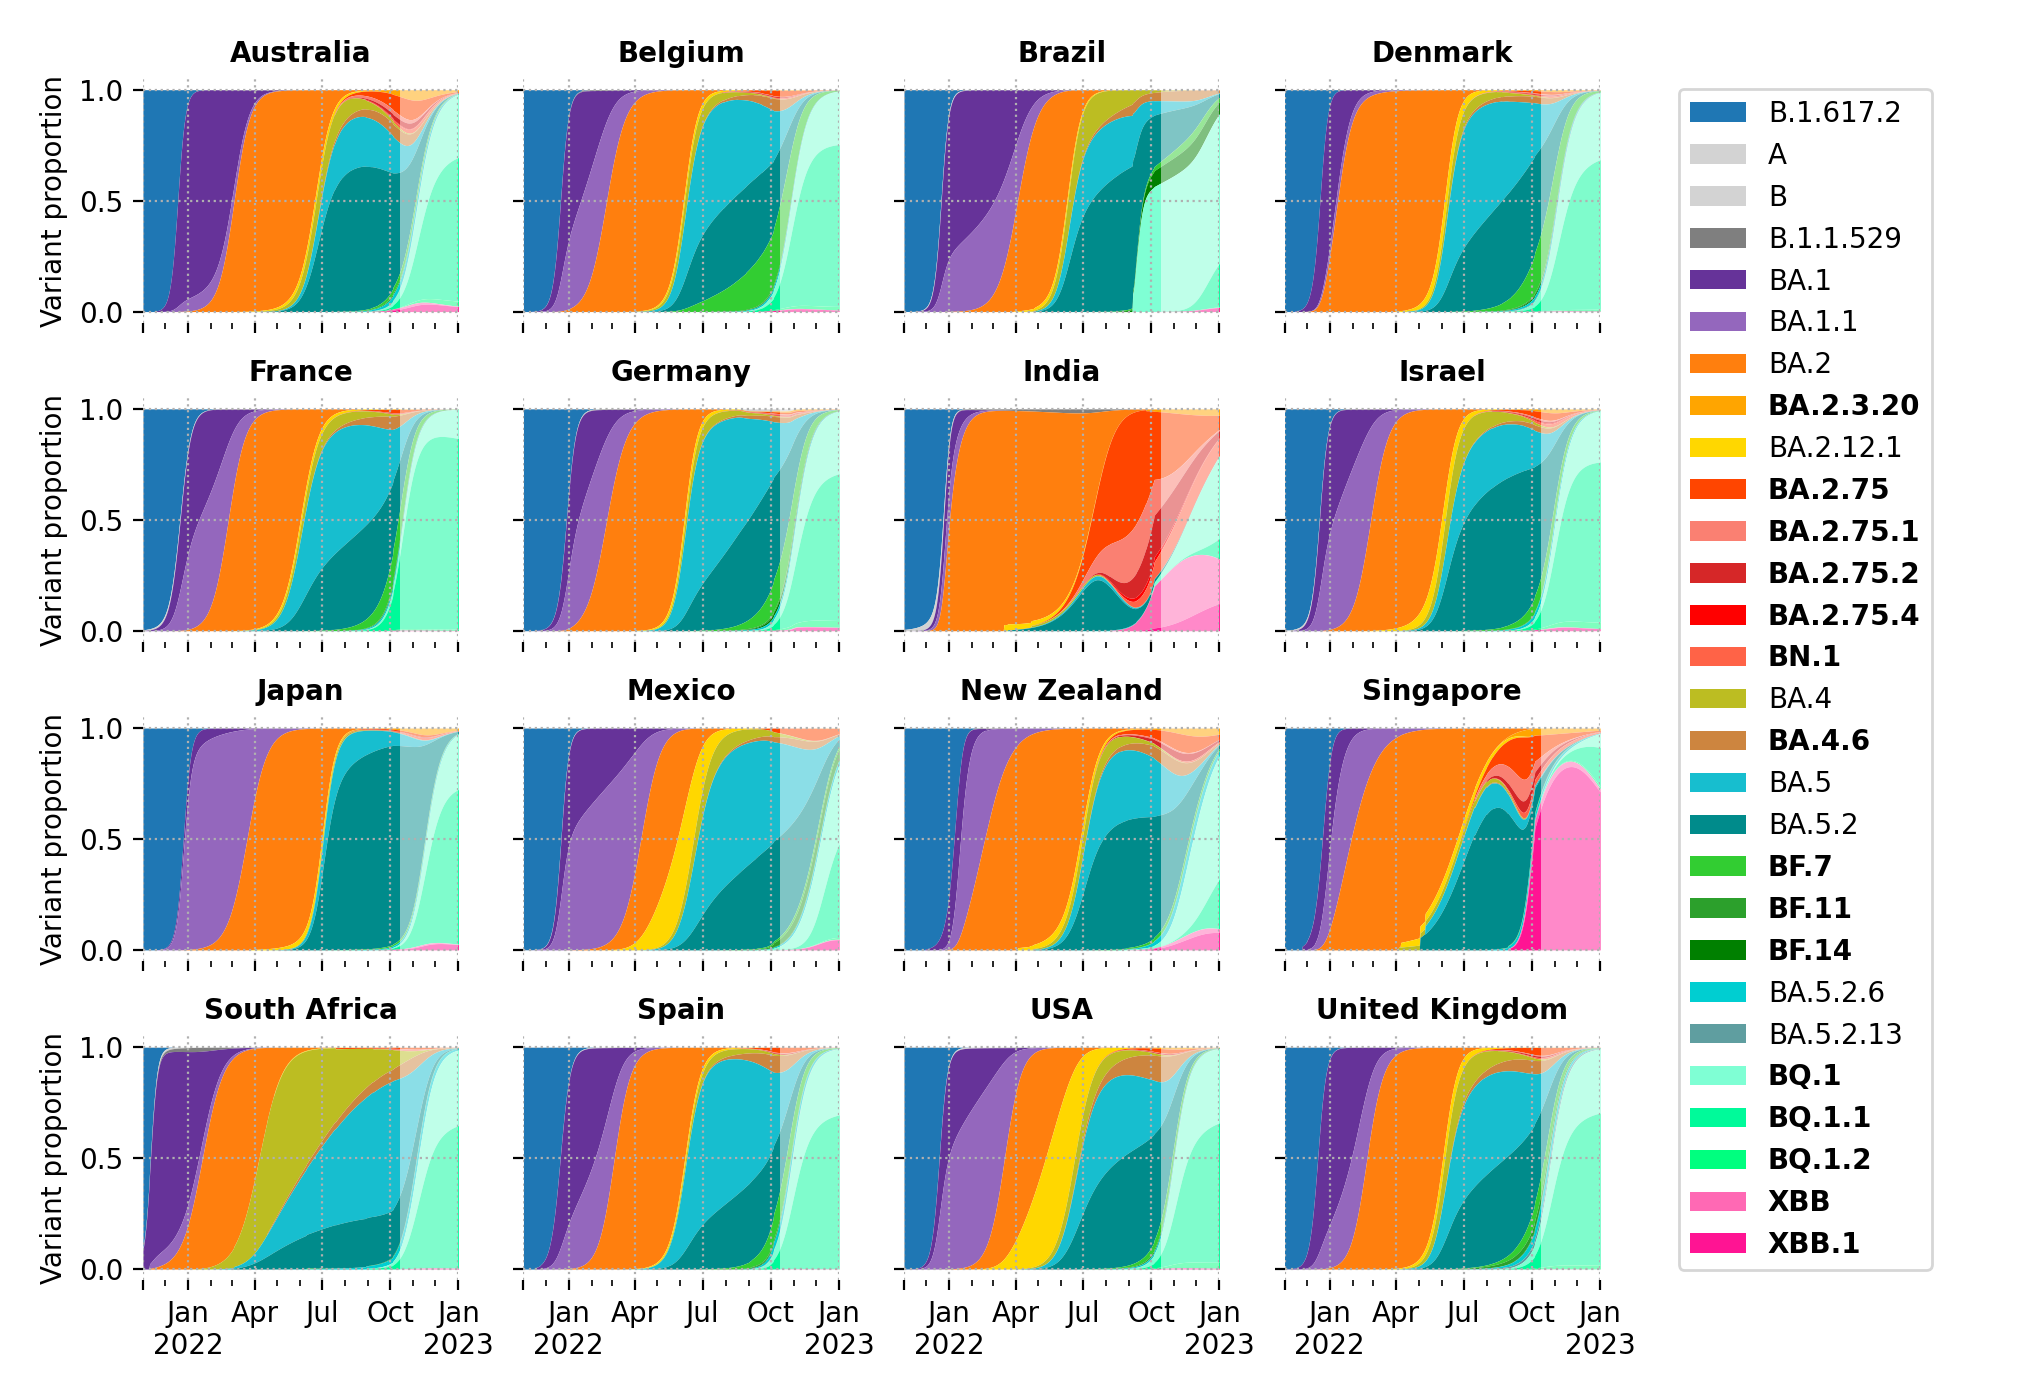 Australia
Belgium
Brazil
Denmark
Variant proportion
1.0
0.5
0.0
France
Germany
India
Israel
Variant proportion
1.0
0.5
0.0
Japan
Mexico
New Zealand
Singapore
Variant proportion
1.0
0.5
0.0
South Africa
Spain
USA
United Kingdom
Variant proportion
1.0
0.5
0.0
Jan Apr Jul Oct Jan
2022 2023
Jan Apr Jul Oct Jan
2022 2023
Jan Apr Jul Oct Jan
2022 2023
Jan Apr Jul Oct Jan
2022 2023
B.1.617.2
A
B
B.1.1.529
BA.1
BA.1.1
BA.2
BA.2.3.20
BA.2.12.1
BA.2.75
BA.2.75.1
BA.2.75.2
BA.2.75.4
BN.1
BA.4
BA.4.6
BA.5
BA.5.2
BF.7
BF.11
BF.14
BA.5.2.6
BA.5.2.13
BQ.1
BQ.1.1
BQ.1.2
XBB
XBB.1